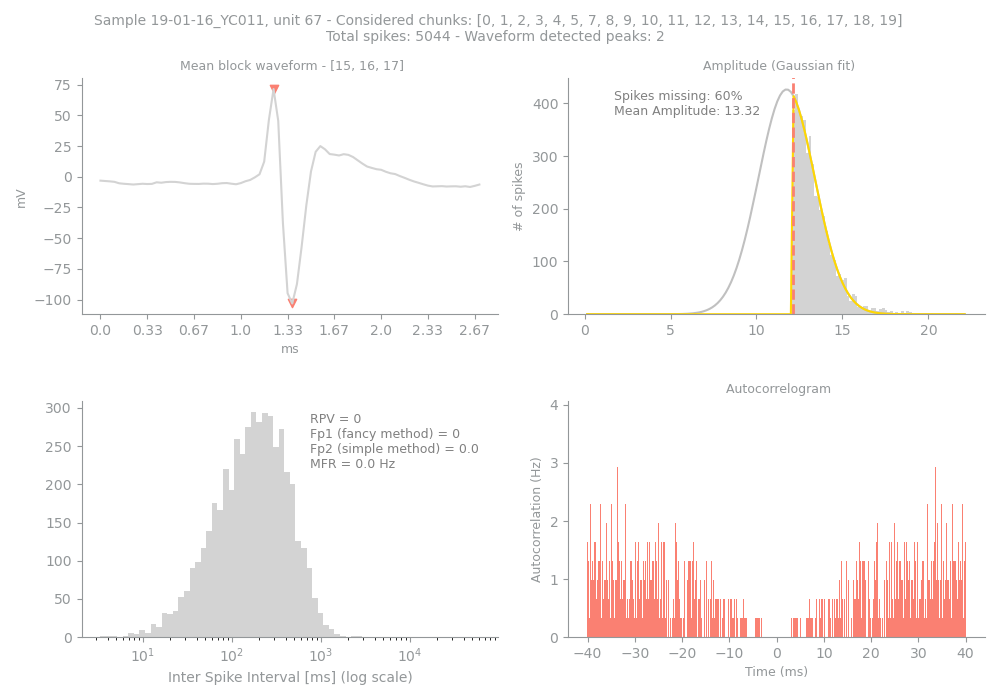 Sample 19-01-16_YC011, unit 67 - Considered chunks: [0, 1, 2, 3, 4, 5, 7, 8, 9, 10, 11, 12, 13, 14, 15, 16, 17, 18, 19]
Total spikes: 5044 - Waveform detected peaks: 2
Mean block waveform - [15, 16, 17]
75
50
25
0
−25
−50
−75
−100
mV
0.0 0.33 0.67 1.0 1.33 1.67 2.0 2.33 2.67
ms
Amplitude (Gaussian fit)
Spikes missing: 60%
Mean Amplitude: 13.32
400
300
200
100
0
# of spikes
0 5 10 15 20
300
250
200
150
100
50
0
RPV = 0
Fp1 (fancy method) = 0
Fp2 (simple method) = 0.0
MFR = 0.0 Hz
10¹ 10² 10³ 10⁴
Inter Spike Interval [ms] (log scale)
Autocorrelogram
4
3
2
1
0
Autocorrelation (Hz)
−40 −30 −20 −10 0 10 20 30 40
Time (ms)